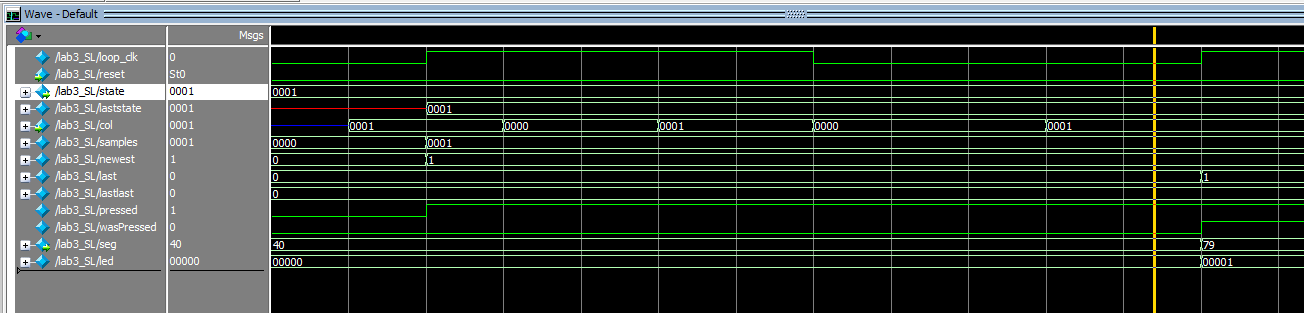 Wave - Default
Msgs
/lab3_SL/loop_clk 0
/lab3_SL/reset St0
/lab3_SL/state 0001 0001
/lab3_SL/laststate 0001 0001
/lab3_SL/col 0001 0001 0000 0001 0000 0001
/lab3_SL/samples 0001 0000 0001
/lab3_SL/newest 1 0 1
/lab3_SL/last 0 0 1
/lab3_SL/lastlast 0 0
/lab3_SL/pressed 1
/lab3_SL/wasPressed 0
/lab3_SL/seg 40 40 79
/lab3_SL/led 00000 00000 00001